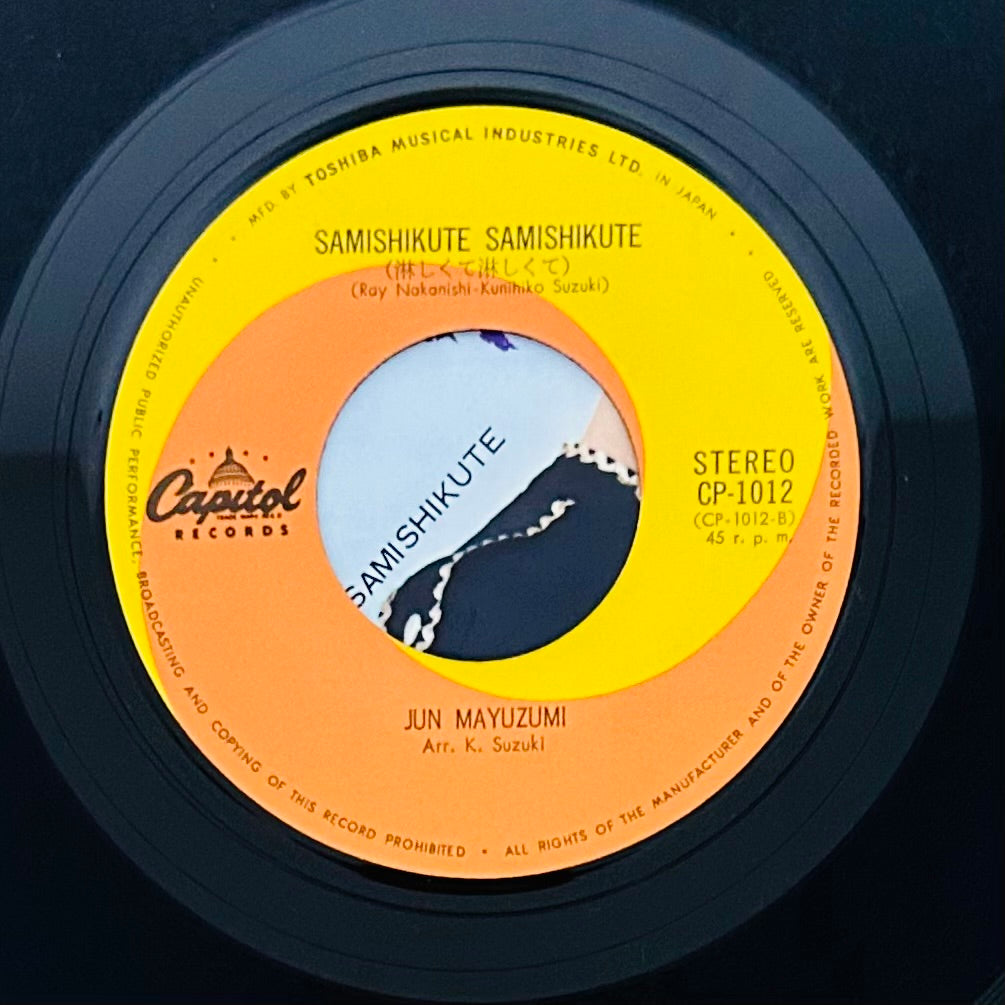 MFD. BY TOSHIBA MUSICAL INDUSTRIES LTD. IN JAPAN
SAMISHIKUTE SAMISHIKUTE
(淋しくて淋しくて)
(Ray Nakanishi-Kunihiko Suzuki)
Capitol
TRADE MARK REG.
RECORDS
STEREO
CP-1012
(CP-1012-B)
45 r. p. m.
SAMISHIKUTE
JUN MAYUZUMI
Arr. K. Suzuki
UNAUTHORIZED PUBLIC PERFORMANCE, BROADCASTING AND COPYING OF THIS RECORD PROHIBITED • ALL RIGHTS OF THE MANUFACTURER AND OF THE OWNER OF THE RECORDED WORK ARE RESERVED